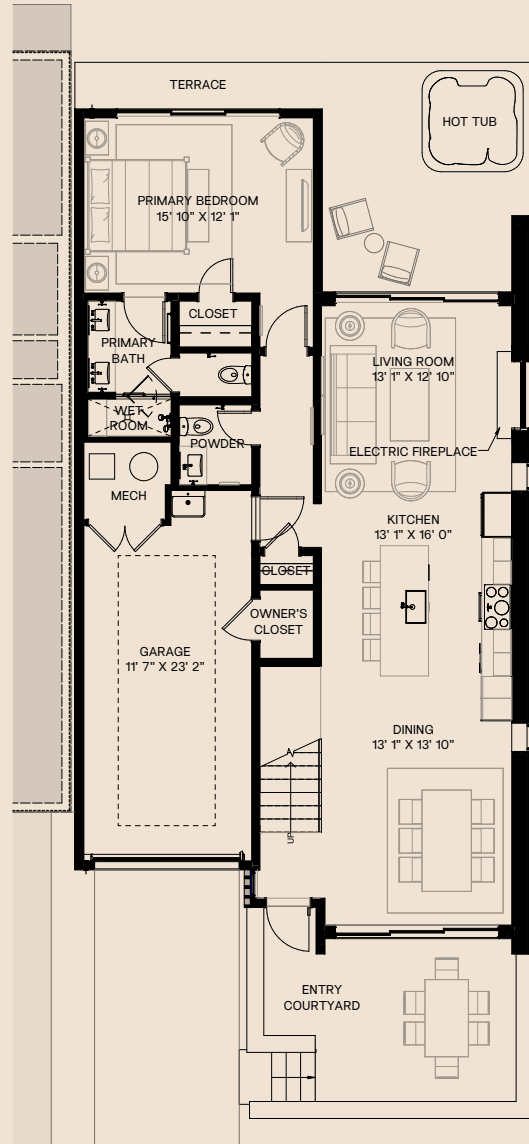 TERRACE
HOT TUB
PRIMARY BEDROOM
15' 10" X 12' 1"
CLOSET
PRIMARY
BATH
LIVING ROOM
13' 1" X 12' 10"
WET
ROOM
POWDER
ELECTRIC FIREPLACE
MECH
KITCHEN
13' 1" X 16' 0"
CLOSET
OWNER'S
CLOSET
GARAGE
11' 7" X 23' 2"
DINING
13' 1" X 13' 10"
UP
ENTRY
COURTYARD